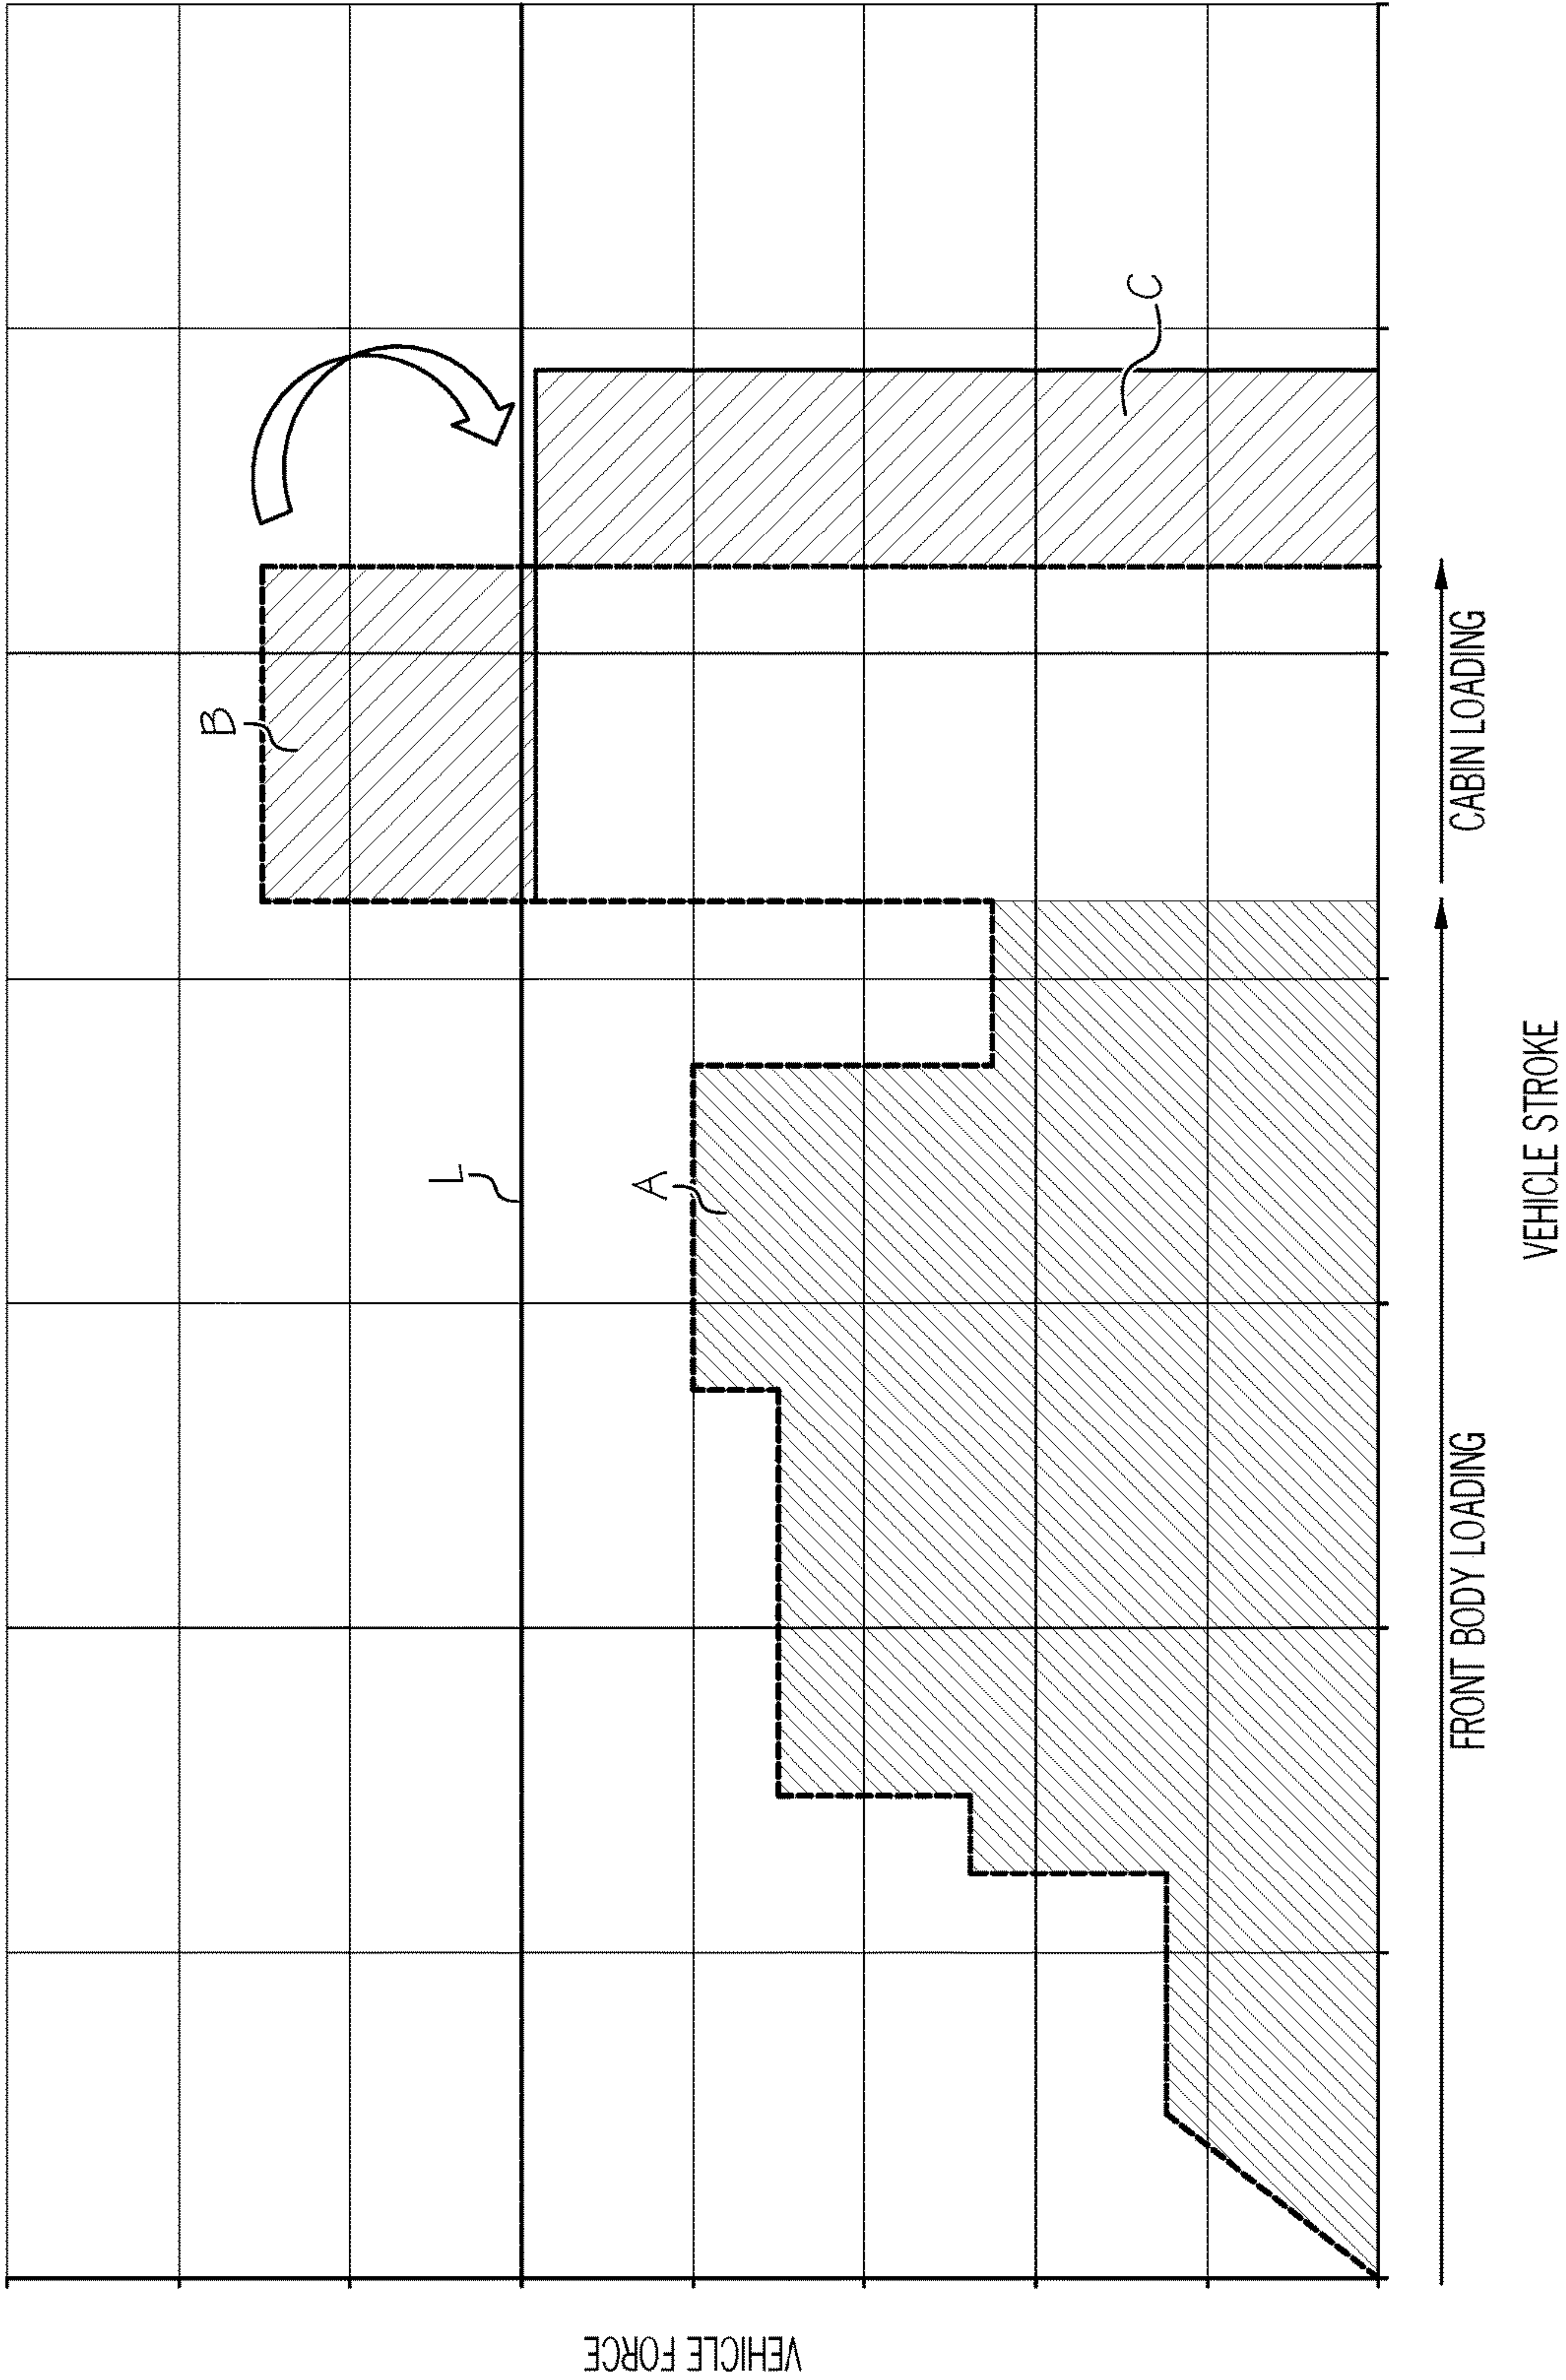 VEHICLE FORCE
B
C
L
A
FRONT BODY LOADING
CABIN LOADING
VEHICLE STROKE